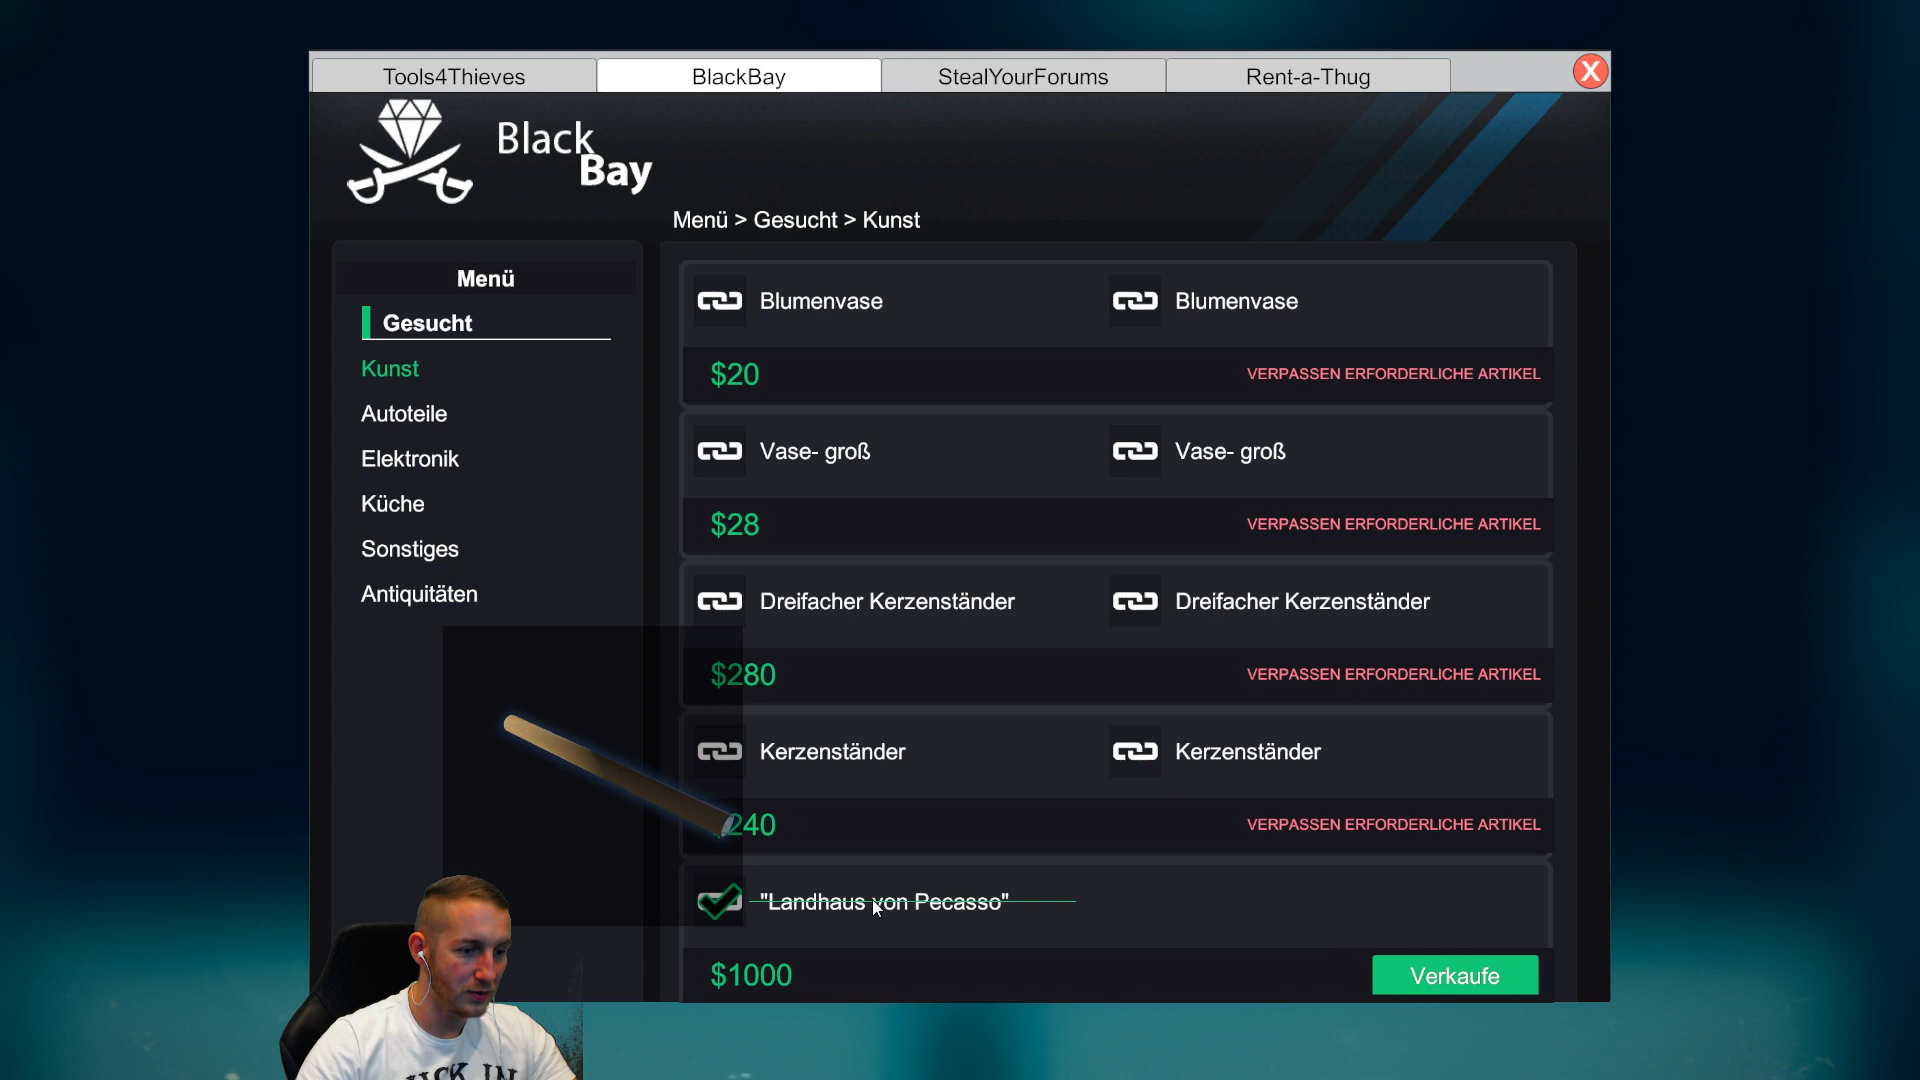 Tools4Thieves BlackBay StealYourForums Rent-a-Thug X
Black
Bay
Menü > Gesucht > Kunst
Menü
Gesucht
Kunst
Autoteile
Elektronik
Küche
Sonstiges
Antiquitäten
Blumenvase Blumenvase
$20 VERPASSEN ERFORDERLICHE ARTIKEL
Vase- groß Vase- groß
$28 VERPASSEN ERFORDERLICHE ARTIKEL
Dreifacher Kerzenständer Dreifacher Kerzenständer
$280 VERPASSEN ERFORDERLICHE ARTIKEL
Kerzenständer Kerzenständer
$240 VERPASSEN ERFORDERLICHE ARTIKEL
"Landhaus von Pecasso"
$1000 Verkaufe